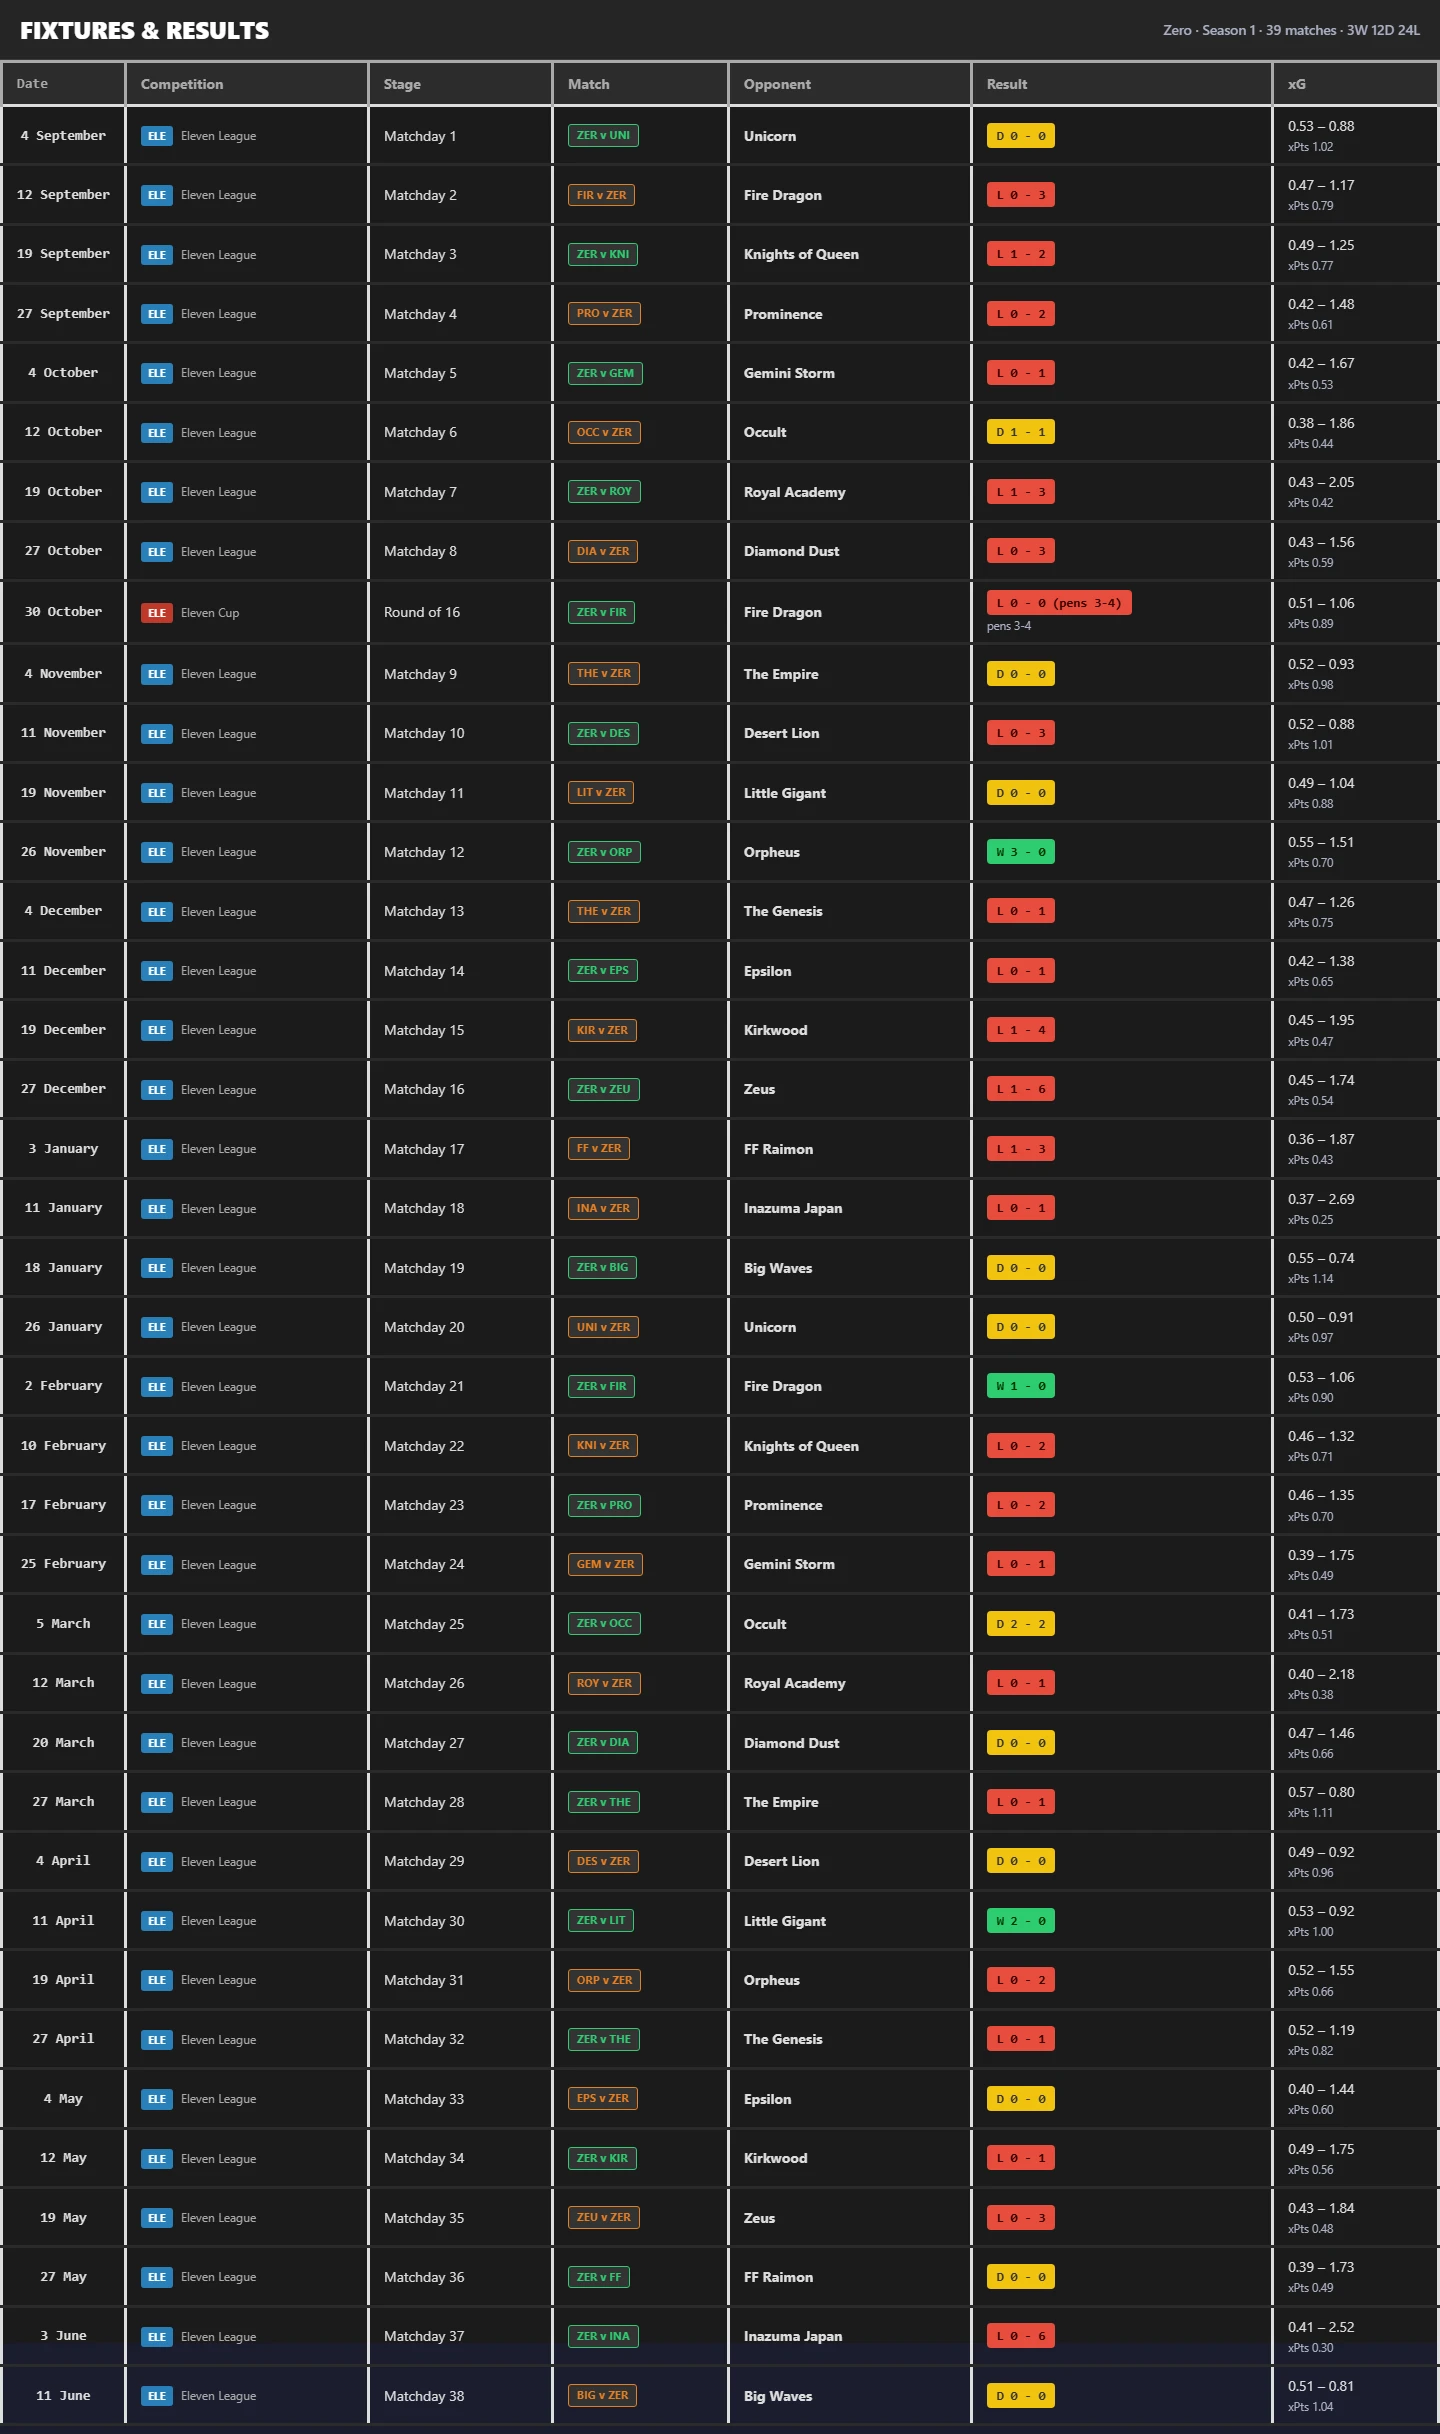 FIXTURES & RESULTS
Zero · Season 1 · 39 matches · 3W 12D 24L
Date Competition Stage Match Opponent Result xG
4 September ELE Eleven League Matchday 1 ZER v UNI Unicorn D 0 - 0 0.53 – 0.88
xPts 1.02
12 September ELE Eleven League Matchday 2 FIR v ZER Fire Dragon L 0 - 3 0.47 – 1.17
xPts 0.79
19 September ELE Eleven League Matchday 3 ZER v KNI Knights of Queen L 1 - 2 0.49 – 1.25
xPts 0.77
27 September ELE Eleven League Matchday 4 PRO v ZER Prominence L 0 - 2 0.42 – 1.48
xPts 0.61
4 October ELE Eleven League Matchday 5 ZER v GEM Gemini Storm L 0 - 1 0.42 – 1.67
xPts 0.53
12 October ELE Eleven League Matchday 6 OCC v ZER Occult D 1 - 1 0.38 – 1.86
xPts 0.44
19 October ELE Eleven League Matchday 7 ZER v ROY Royal Academy L 1 - 3 0.43 – 2.05
xPts 0.42
27 October ELE Eleven League Matchday 8 DIA v ZER Diamond Dust L 0 - 3 0.43 – 1.56
xPts 0.59
30 October ELE Eleven Cup Round of 16 ZER v FIR Fire Dragon L 0 - 0 (pens 3-4) 0.51 – 1.06
pens 3-4 xPts 0.89
4 November ELE Eleven League Matchday 9 THE v ZER The Empire D 0 - 0 0.52 – 0.93
xPts 0.98
11 November ELE Eleven League Matchday 10 ZER v DES Desert Lion L 0 - 3 0.52 – 0.88
xPts 1.01
19 November ELE Eleven League Matchday 11 LIT v ZER Little Gigant D 0 - 0 0.49 – 1.04
xPts 0.88
26 November ELE Eleven League Matchday 12 ZER v ORP Orpheus W 3 - 0 0.55 – 1.51
xPts 0.70
4 December ELE Eleven League Matchday 13 THE v ZER The Genesis L 0 - 1 0.47 – 1.26
xPts 0.75
11 December ELE Eleven League Matchday 14 ZER v EPS Epsilon L 0 - 1 0.42 – 1.38
xPts 0.65
19 December ELE Eleven League Matchday 15 KIR v ZER Kirkwood L 1 - 4 0.45 – 1.95
xPts 0.47
27 December ELE Eleven League Matchday 16 ZER v ZEU Zeus L 1 - 6 0.45 – 1.74
xPts 0.54
3 January ELE Eleven League Matchday 17 FF v ZER FF Raimon L 1 - 3 0.36 – 1.87
xPts 0.43
11 January ELE Eleven League Matchday 18 INA v ZER Inazuma Japan L 0 - 1 0.37 – 2.69
xPts 0.25
18 January ELE Eleven League Matchday 19 ZER v BIG Big Waves D 0 - 0 0.55 – 0.74
xPts 1.14
26 January ELE Eleven League Matchday 20 UNI v ZER Unicorn D 0 - 0 0.50 – 0.91
xPts 0.97
2 February ELE Eleven League Matchday 21 ZER v FIR Fire Dragon W 1 - 0 0.53 – 1.06
xPts 0.90
10 February ELE Eleven League Matchday 22 KNI v ZER Knights of Queen L 0 - 2 0.46 – 1.32
xPts 0.71
17 February ELE Eleven League Matchday 23 ZER v PRO Prominence L 0 - 2 0.46 – 1.35
xPts 0.70
25 February ELE Eleven League Matchday 24 GEM v ZER Gemini Storm L 0 - 1 0.39 – 1.75
xPts 0.49
5 March ELE Eleven League Matchday 25 ZER v OCC Occult D 2 - 2 0.41 – 1.73
xPts 0.51
12 March ELE Eleven League Matchday 26 ROY v ZER Royal Academy L 0 - 1 0.40 – 2.18
xPts 0.38
20 March ELE Eleven League Matchday 27 ZER v DIA Diamond Dust D 0 - 0 0.47 – 1.46
xPts 0.66
27 March ELE Eleven League Matchday 28 ZER v THE The Empire L 0 - 1 0.57 – 0.80
xPts 1.11
4 April ELE Eleven League Matchday 29 DES v ZER Desert Lion D 0 - 0 0.49 – 0.92
xPts 0.96
11 April ELE Eleven League Matchday 30 ZER v LIT Little Gigant W 2 - 0 0.53 – 0.92
xPts 1.00
19 April ELE Eleven League Matchday 31 ORP v ZER Orpheus L 0 - 2 0.52 – 1.55
xPts 0.66
27 April ELE Eleven League Matchday 32 ZER v THE The Genesis L 0 - 1 0.52 – 1.19
xPts 0.82
4 May ELE Eleven League Matchday 33 EPS v ZER Epsilon D 0 - 0 0.40 – 1.44
xPts 0.60
12 May ELE Eleven League Matchday 34 ZER v KIR Kirkwood L 0 - 1 0.49 – 1.75
xPts 0.56
19 May ELE Eleven League Matchday 35 ZEU v ZER Zeus L 0 - 3 0.43 – 1.84
xPts 0.48
27 May ELE Eleven League Matchday 36 ZER v FF FF Raimon D 0 - 0 0.39 – 1.73
xPts 0.49
3 June ELE Eleven League Matchday 37 ZER v INA Inazuma Japan L 0 - 6 0.41 – 2.52
xPts 0.30
11 June ELE Eleven League Matchday 38 BIG v ZER Big Waves D 0 - 0 0.51 – 0.81
xPts 1.04